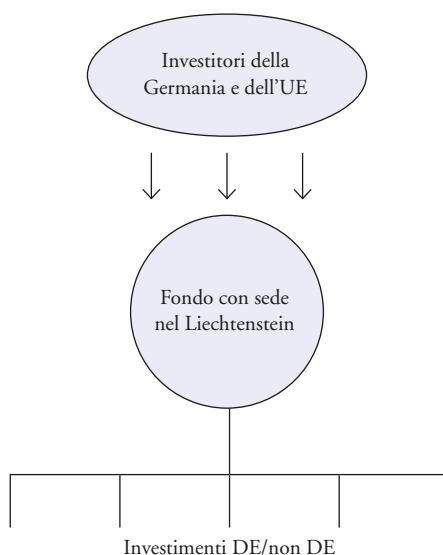 Investitori della
Germania e dell'UE
Fondo con sede
nel Liechtenstein
Investimenti DE/non DE